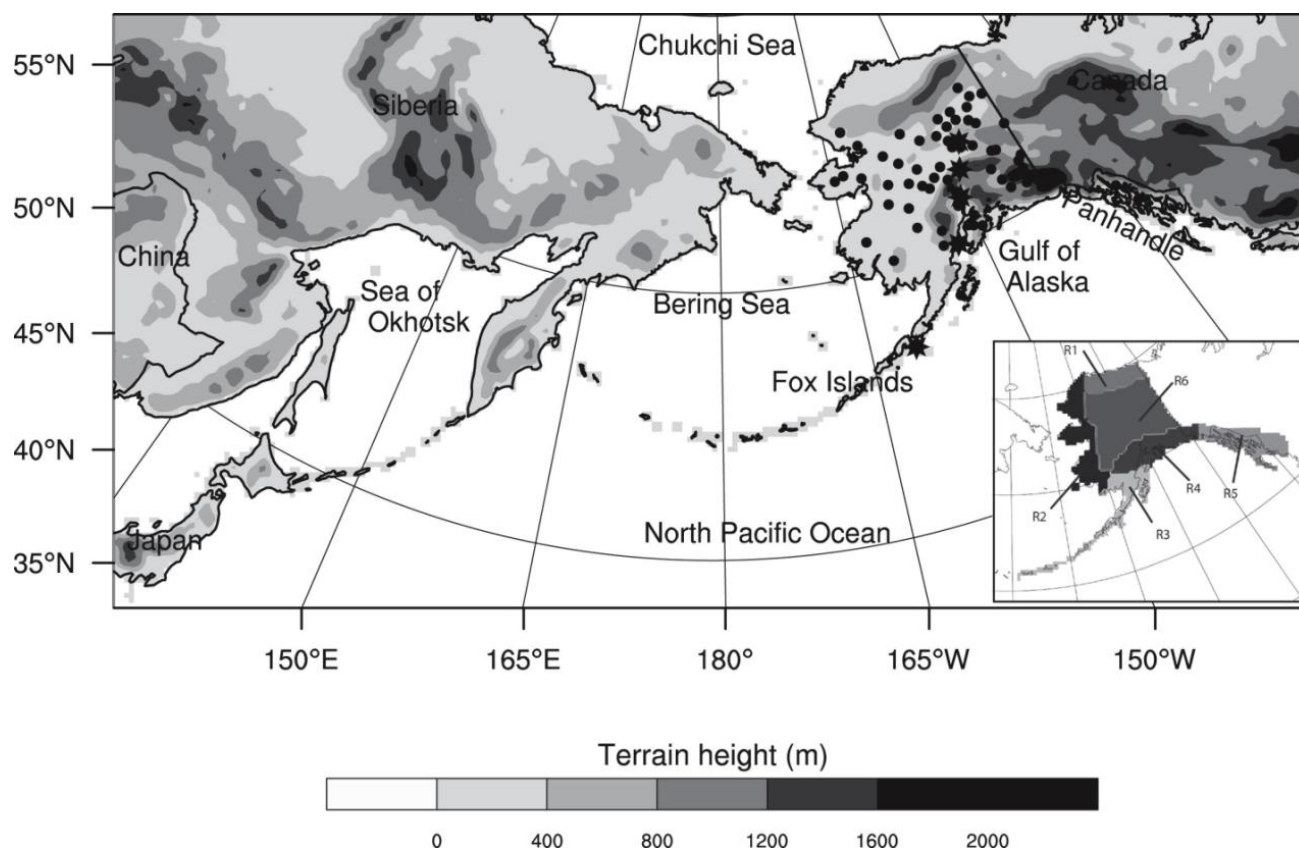 Chukchi Sea
55°N
Siberia
Canada
50°N
China
Panhandle
Gulf of
Alaska
Sea of
Okhotsk
Bering Sea
45°N
Fox Islands
R1
R6
40°N
R4
R5
R2
R3
North Pacific Ocean
Japan
35°N
150°E
165°E
180°
165°W
150°W
Terrain height (m)
0
400
800
1200
1600
2000